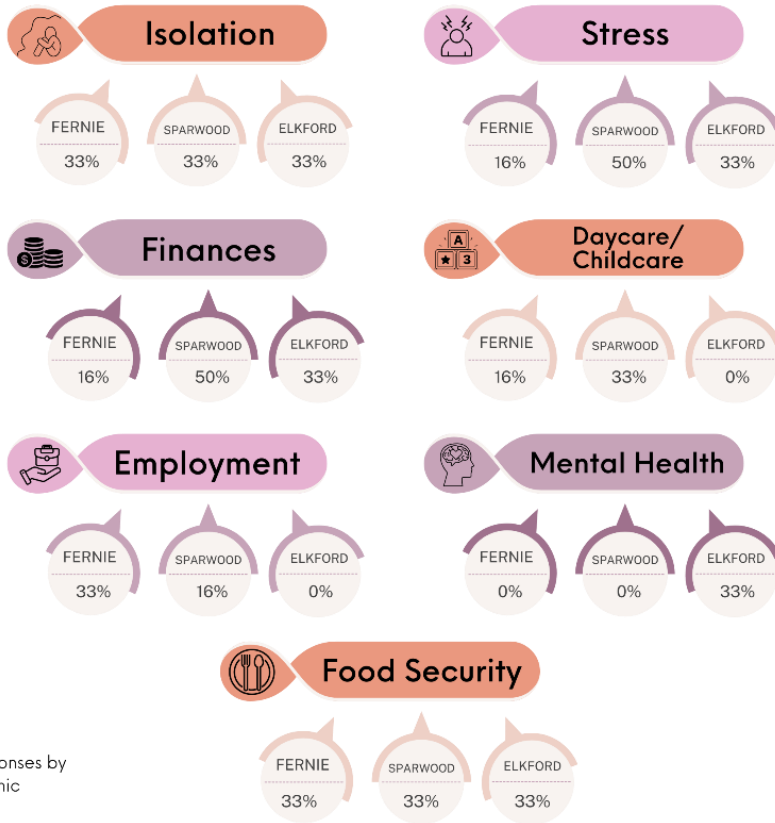 Isolation
FERNIE
33%
SPARWOOD
33%
ELKFORD
33%
Stress
FERNIE
16%
SPARWOOD
50%
ELKFORD
33%
Finances
FERNIE
16%
SPARWOOD
50%
ELKFORD
33%
A
3
Daycare/
Childcare
FERNIE
16%
SPARWOOD
33%
ELKFORD
0%
Employment
FERNIE
33%
SPARWOOD
16%
ELKFORD
0%
Mental Health
FERNIE
0%
SPARWOOD
0%
ELKFORD
33%
Food Security
FERNIE
33%
SPARWOOD
33%
ELKFORD
33%
by